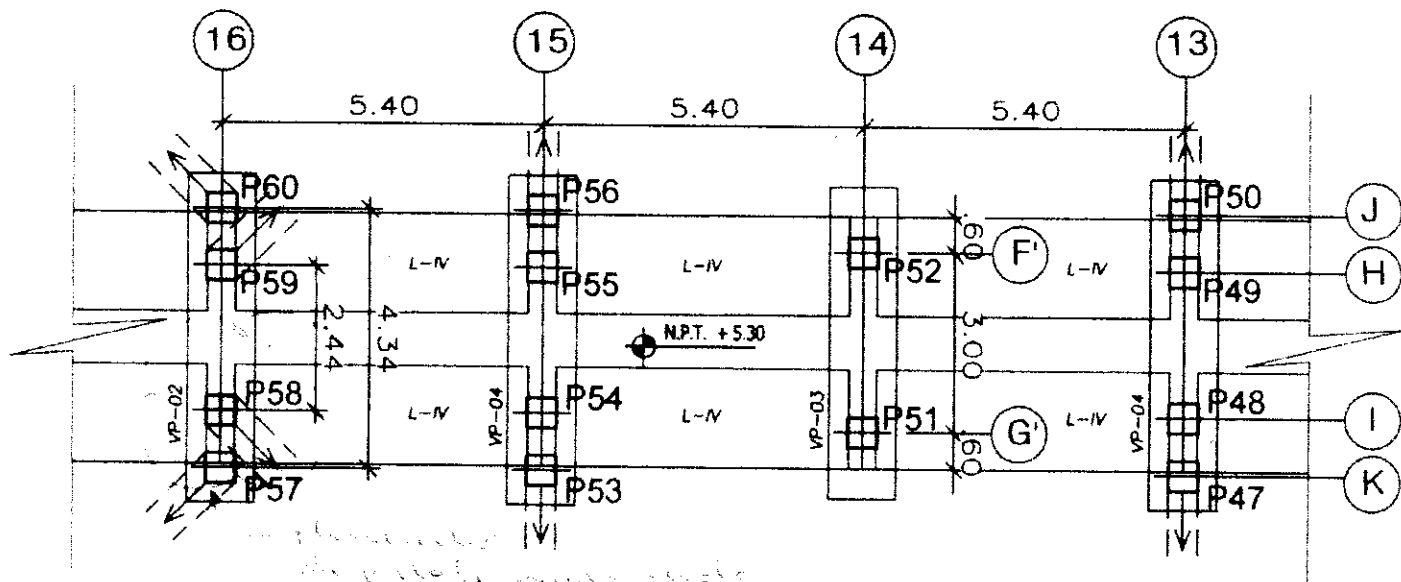 16
15
14
13
5.40
5.40
5.40
P60
P56
P50
J
.60
F'
P59
L-IV
P55
L-IV
P52
L-IV
P49
H
2.44
4.34
N.P.T. +5.30
3.00
P58
L-IV
P54
L-IV
P51
L-IV
P48
I
VP-02
VP-04
VP-03
VP-04
G'
.60
P57
P53
P47
K